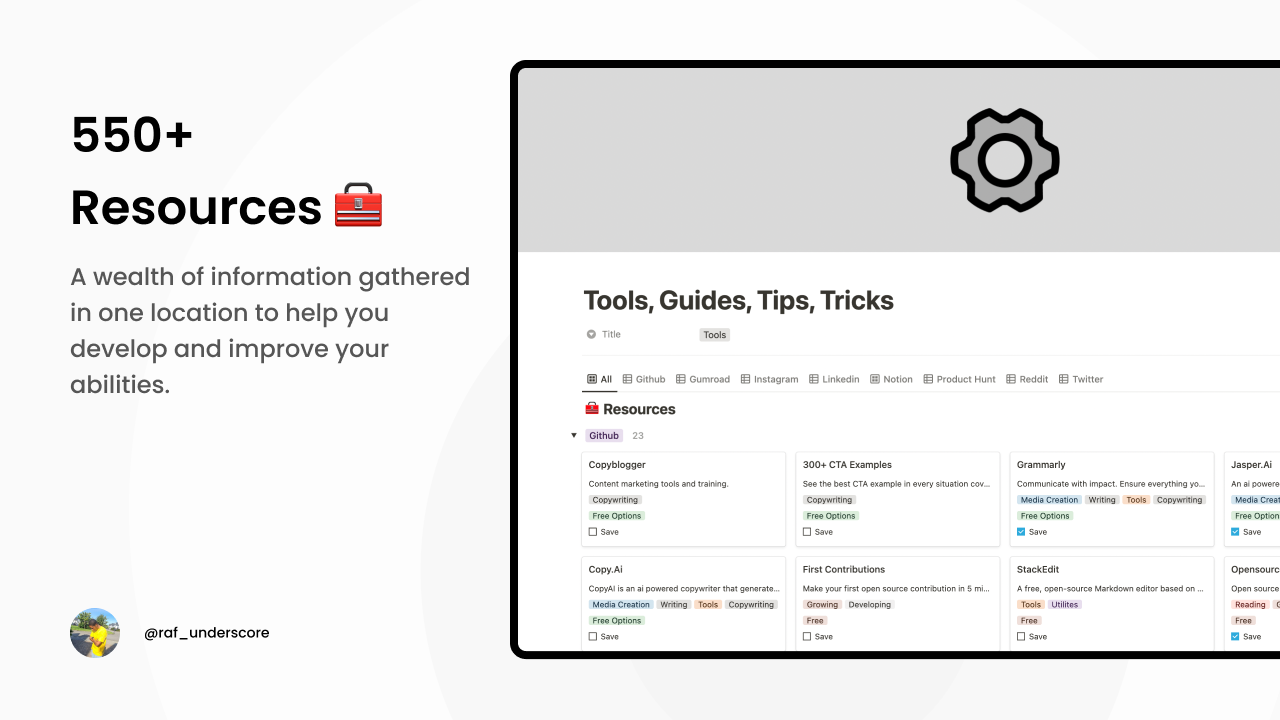 550+
Resources
A wealth of information gathered
in one location to help you
develop and improve your
abilities.
@raf_underscore
Tools, Guides, Tips, Tricks
Title Tools
All Github Gumroad Instagram Linkedin Notion Product Hunt Reddit Twitter
Resources
Github 23
Copyblogger
Content marketing tools and training.
Copywriting
Free Options
Save
300+ CTA Examples
See the best CTA example in every situation cov...
Copywriting
Free Options
Save
Grammarly
Communicate with impact. Ensure everything yo...
Media Creation Writing Tools Copywriting
Free Options
Save
Jasper.Ai
An ai powere
Media Creat
Free Option
Save
Copy.Ai
CopyAI is an ai powered copywriter that generate...
Media Creation Writing Tools Copywriting
Free Options
Save
First Contributions
Make your first open source contribution in 5 mi...
Growing Developing
Free
Save
StackEdit
A free, open-source Markdown editor based on ...
Tools Utilites
Free
Save
Opensourc
Open source
Reading
Free
Save